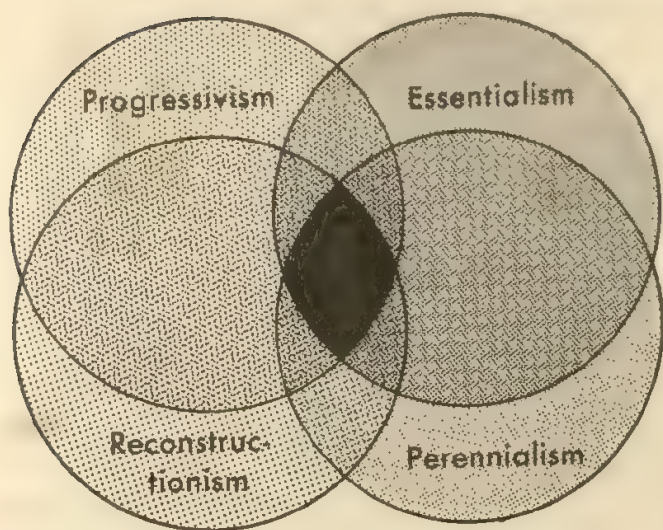 Progressivism
Essentialism
Reconstruc-
tionism
Perennialism